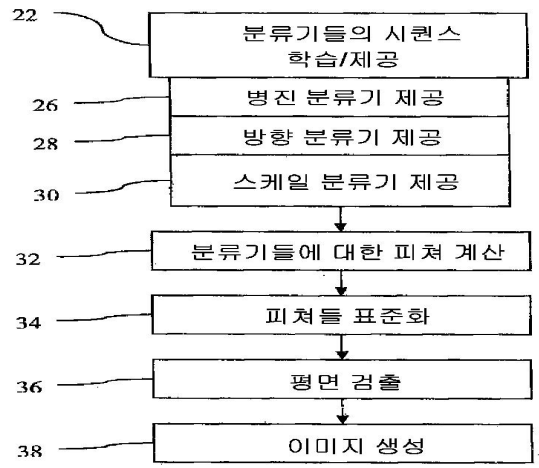 22
분류기들의 시퀀스
학습/제공
26
병진 분류기 제공
28
방향 분류기 제공
30
스케일 분류기 제공
32
분류기들에 대한 피쳐 계산
34
피쳐들 표준화
36
평면 검출
38
이미지 생성